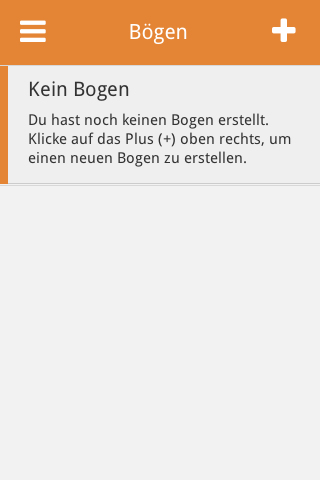 Bögen
Kein Bogen
Du hast noch keinen Bogen erstellt.
Klicke auf das Plus (+) oben rechts, um
einen neuen Bogen zu erstellen.